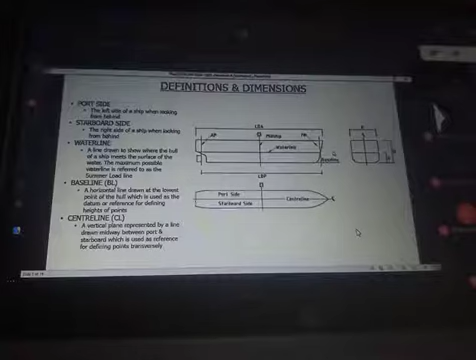 DEFINITIONS & DIMENSIONS
• PORT SIDE
• The left side of a ship when looking
from behind
• STARBOARD SIDE
• The right side of a ship when looking
from behind
• WATERLINE
• A line drawn to show where the hull
of a ship meets the surface of the
water. The maximum possible
waterline is referred to as the
Summer Load line
• BASELINE (BL)
• A horizontal line drawn at the lowest
point of the hull which is used as the
datum or reference for defining
heights of points
• CENTRELINE (CL)
• A vertical plane represented by a line
drawn midway between port &
starboard which is used as reference
for defining points transversely
LOA
AP
Midship
FP
Waterline
Baseline
LBP
Port Side
Centreline
Starboard Side